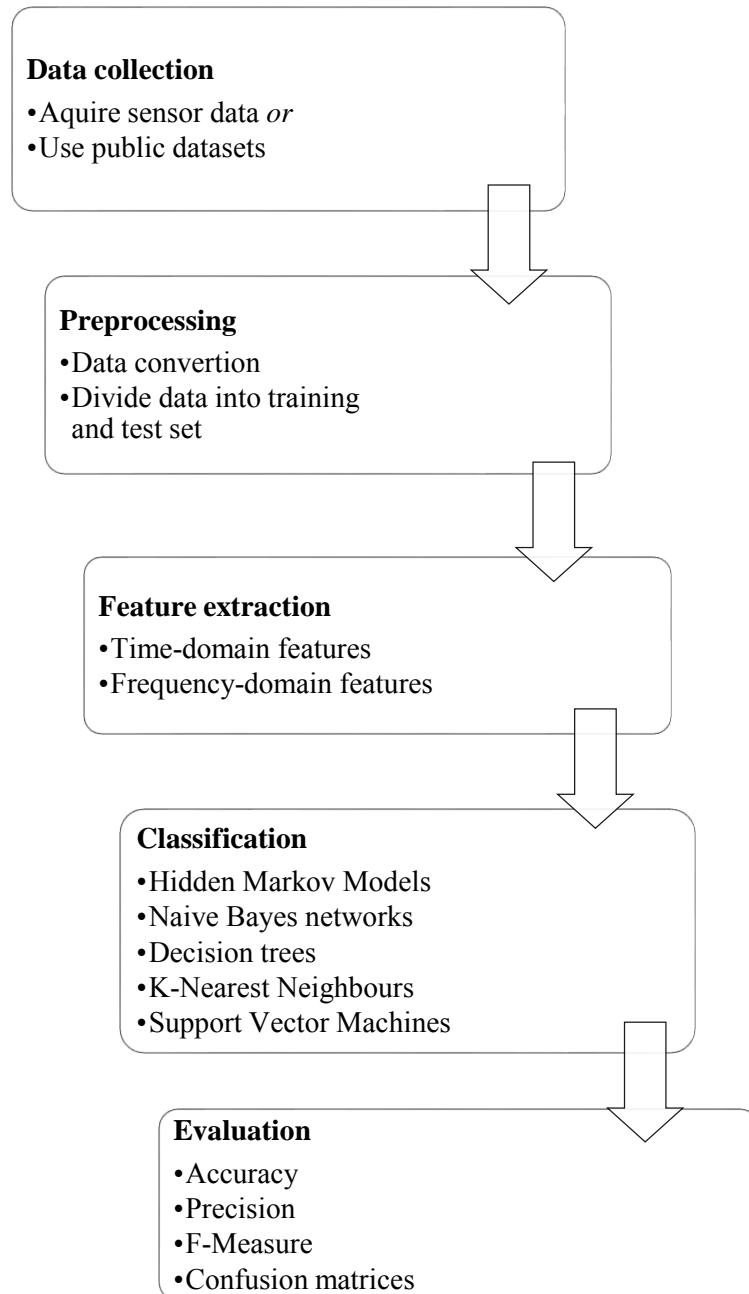 Data collection
•Aquire sensor data or
•Use public datasets
Preprocessing
•Data convertion
•Divide data into training
and test set
Feature extraction
•Time-domain features
•Frequency-domain features
Classification
•Hidden Markov Models
•Naive Bayes networks
•Decision trees
•K-Nearest Neighbours
•Support Vector Machines
Evaluation
•Accuracy
•Precision
•F-Measure
•Confusion matrices